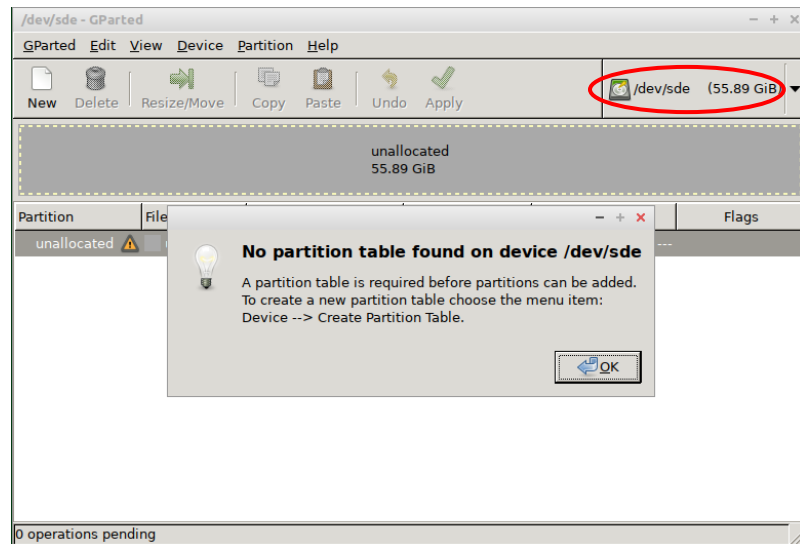 /dev/sde - GParted
GParted Edit View Device Partition Help
New Delete Resize/Move Copy Paste Undo Apply
/dev/sde (55.89 GiB)
unallocated
55.89 GiB
Partition File Flags
unallocated ---
No partition table found on device /dev/sde
A partition table is required before partitions can be added.
To create a new partition table choose the menu item:
Device --> Create Partition Table.
OK
0 operations pending